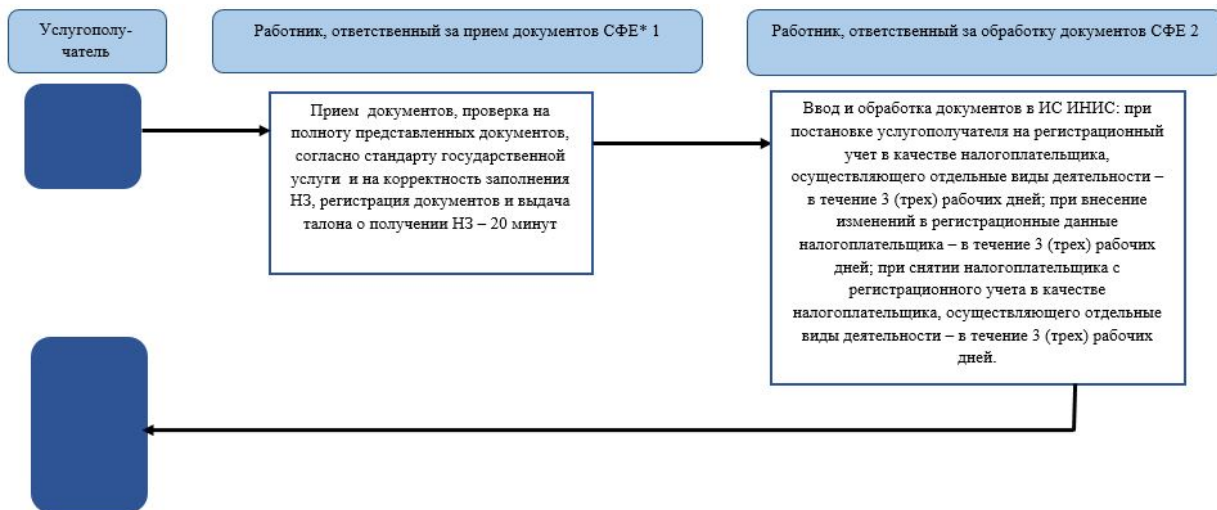 Услугополу-
чатель
Работник, ответственный за прием документов СФЕ* 1
Работник, ответственный за обработку документов СФЕ 2
Прием документов, проверка на
полноту представленных документов,
согласно стандарту государственной
услуги и на корректность заполнения
НЗ, регистрация документов и выдача
талона о получении НЗ – 20 минут
Ввод и обработка документов в ИС ИНИС: при
постановке услугополучателя на регистрационный
учет в качестве налогоплательщика,
осуществляющего отдельные виды деятельности –
в течение 3 (трех) рабочих дней; при внесение
изменений в регистрационные данные
налогоплательщика – в течение 3 (трех) рабочих
дней; при снятии налогоплательщика с
регистрационного учета в качестве
налогоплательщика, осуществляющего отдельные
виды деятельности – в течение 3 (трех) рабочих
дней.